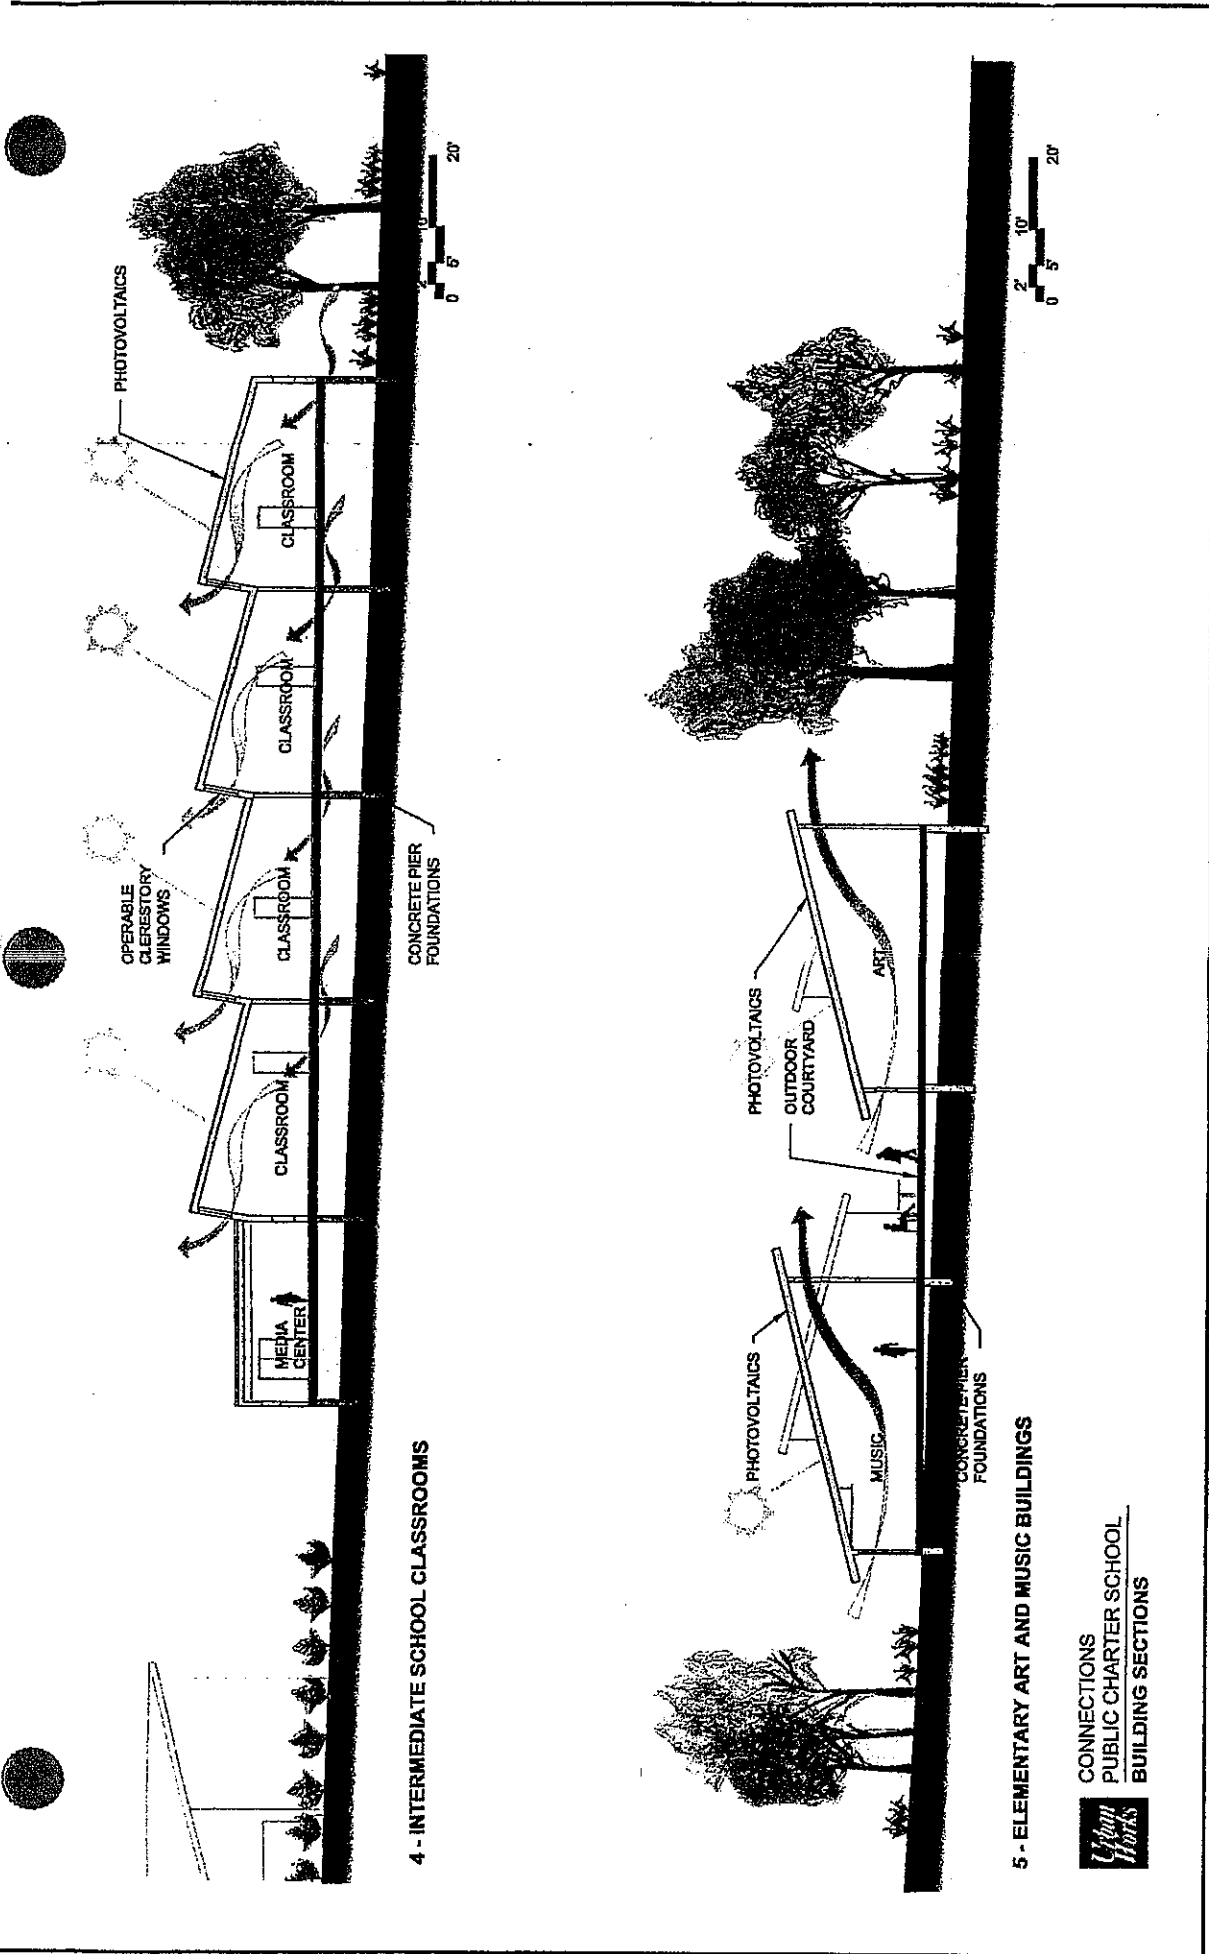 PHOTOVOLTAICS
OPERABLE
CLERESTORY
WINDOWS
MEDIA
CENTER
CLASSROOM
CLASSROOM
CLASSROOM
CLASSROOM
CONCRETE PIER
FOUNDATIONS
2'
10'
0
5'
20'
4 - INTERMEDIATE SCHOOL CLASSROOMS
PHOTOVOLTAICS
PHOTOVOLTAICS
OUTDOOR
COURTYARD
MUSIC
ART
CONCRETE PIER
FOUNDATIONS
2'
10'
0
5'
20'
5 - ELEMENTARY ART AND MUSIC BUILDINGS
Urban
Works
CONNECTIONS
PUBLIC CHARTER SCHOOL
BUILDING SECTIONS